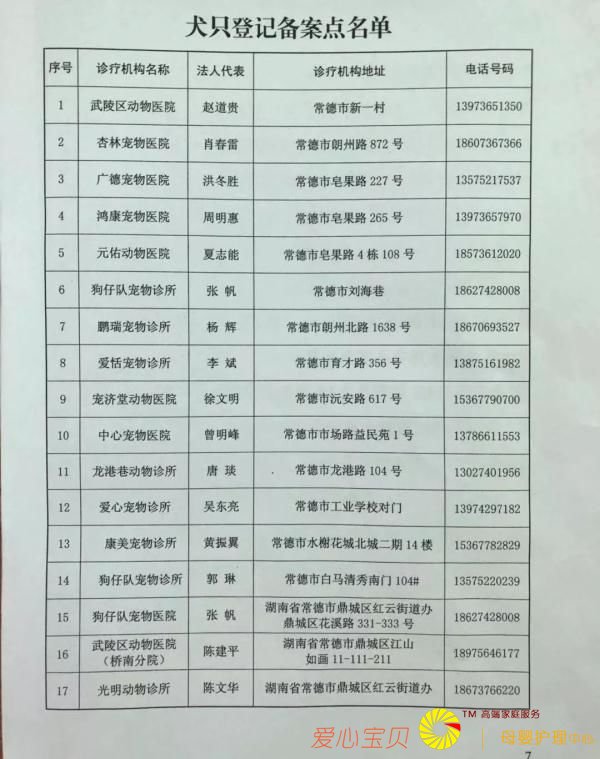 犬只登记备案点名单
序号 诊疗机构名称 法人代表 诊疗机构地址 电话号码
1 武陵区动物医院 赵道贵 常德市新一村 13973651350
2 杏林宠物医院 肖春雷 常德市朗州路 872 号 18607367366
3 广德宠物医院 洪冬胜 常德市皂果路 227 号 13575217537
4 鸿康宠物医院 周明惠 常德市皂果路 265 号 13973657970
5 元佑动物医院 夏志能 常德市皂果路 4 栋 108 号 18573612020
6 狗仔队宠物诊所 张 帆 常德市刘海巷 18627428008
7 鹏瑞宠物诊所 杨 辉 常德市朗州北路 1638 号 18670693527
8 爱恬宠物诊所 李 斌 常德市育才路 356 号 13875161982
9 宠济堂动物医院 徐文明 常德市沅安路 617 号 15367790700
10 中心宠物医院 曾明峰 常德市市场路益民苑 1 号 13786611553
11 龙港巷动物诊所 唐 琰 常德市龙港路 104 号 13027401956
12 爱心宠物诊所 吴东亮 常德市工业学校对门 13974297182
13 康美宠物诊所 黄振翼 常德市水榭花城北城二期 14 楼 15367782829
14 狗仔队宠物诊所 郭 琳 常德市白马清秀南门 104# 13575220239
15 狗仔队宠物医院 张 帆 湖南省常德市鼎城区红云街道办
鼎城区花溪路 331-333 号 18627428008
16 武陵区动物医院
（桥南分院） 陈建平 湖南省常德市鼎城区江山
如画 11-111-211 18975646177
17 光明动物诊所 陈文华 湖南省常德市鼎城区红云街道办 18673766220
爱心宝贝 TM 高端家庭服务
母婴护理中心
7